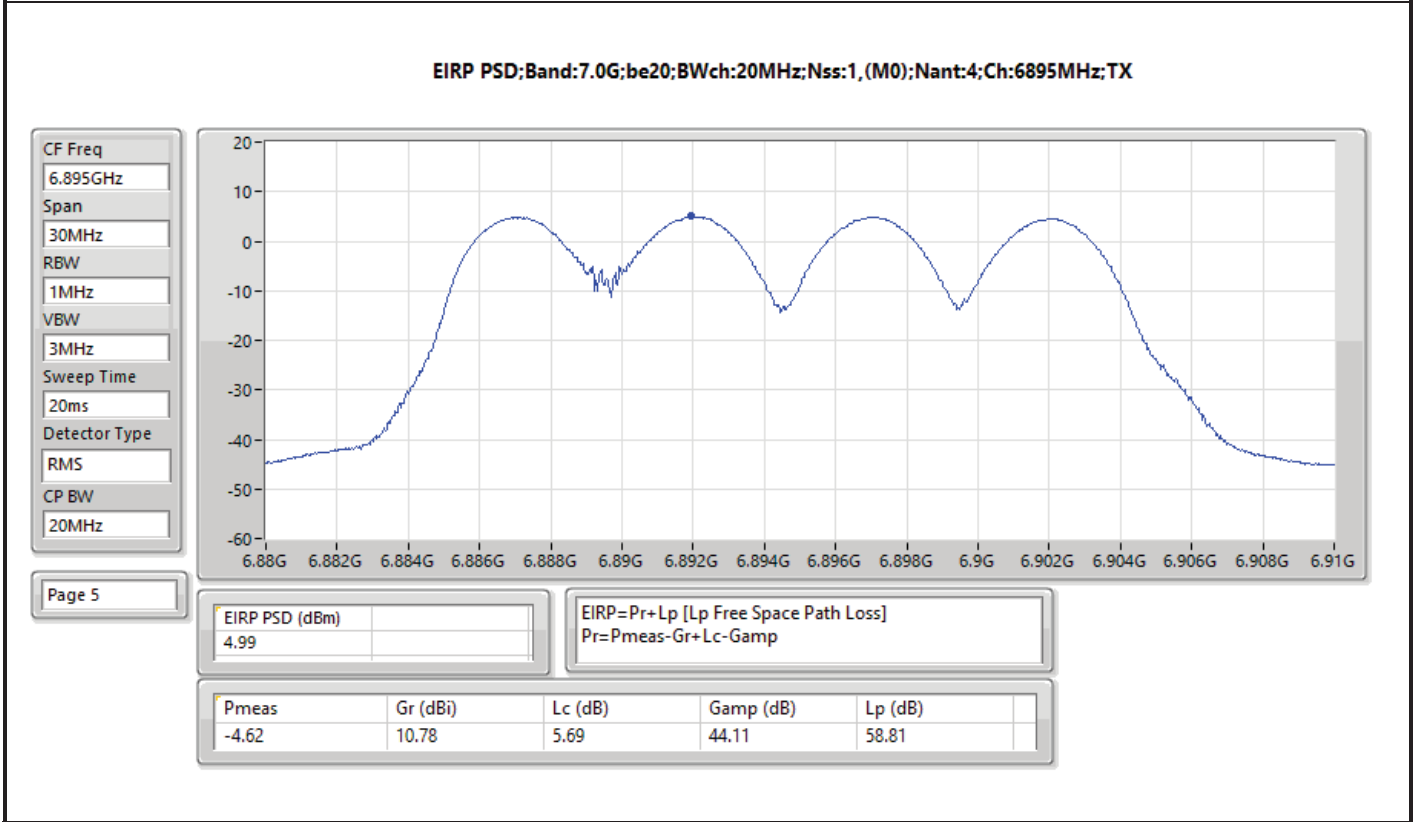 EIRP PSD;Band:7.0G;be20;BWch:20MHz;Nss:1,(M0);Nant:4;Ch:6895MHz;TX
CF Freq
6.895GHz
Span
30MHz
RBW
1MHz
VBW
3MHz
Sweep Time
20ms
Detector Type
RMS
CP BW
20MHz
Page 5
20
10
0
-10
-20
-30
-40
-50
-60
6.88G 6.882G 6.884G 6.886G 6.888G 6.89G 6.892G 6.894G 6.896G 6.898G 6.9G 6.902G 6.904G 6.906G 6.908G 6.91G
EIRP PSD (dBm)
4.99
EIRP=Pr+Lp [Lp Free Space Path Loss]
Pr=Pmeas-Gr+Lc-Gamp
Pmeas Gr (dBi) Lc (dB) Gamp (dB) Lp (dB)
-4.62 10.78 5.69 44.11 58.81